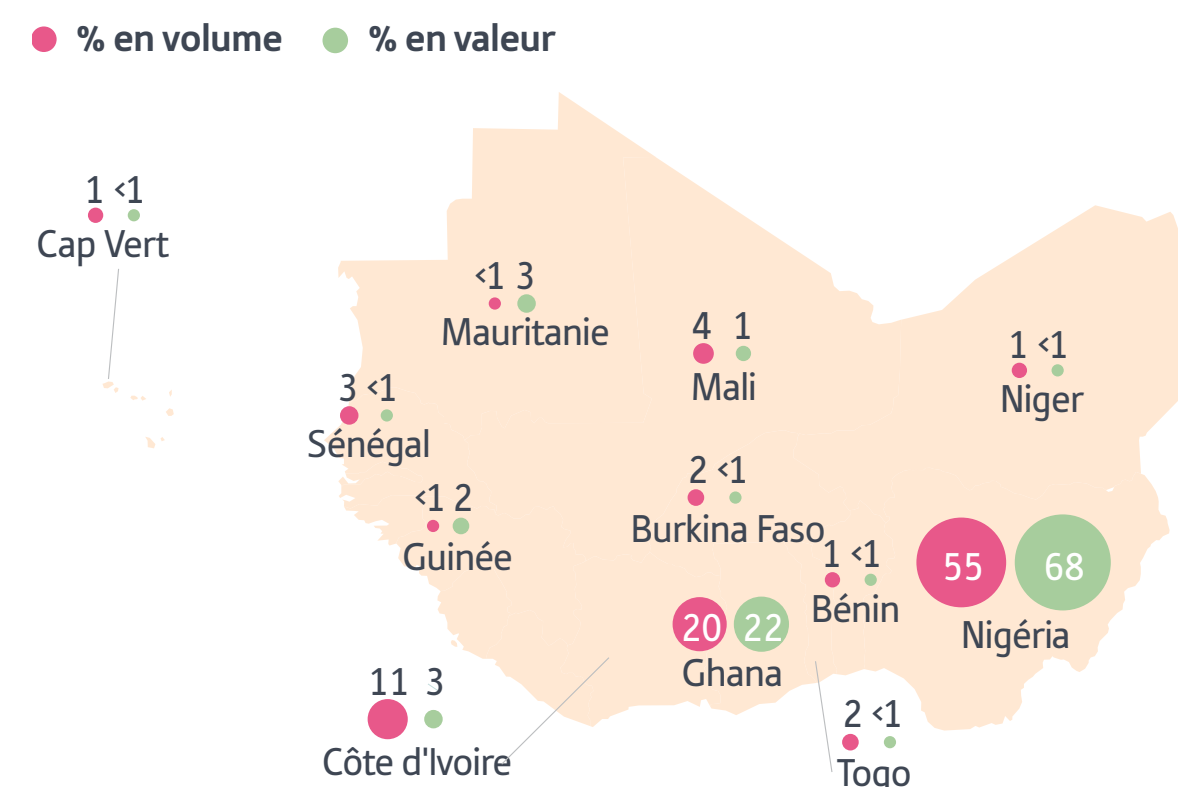 % en volume % en valeur
1 <1
Cap Vert
<1 3
Mauritanie
4 1
Mali
1 <1
Niger
3 <1
Sénégal
2 <1
Burkina Faso
<1 2
Guinée
1 <1
Bénin
55 68
Nigéria
20 22
Ghana
11 3
Côte d'Ivoire
2 <1
Togo